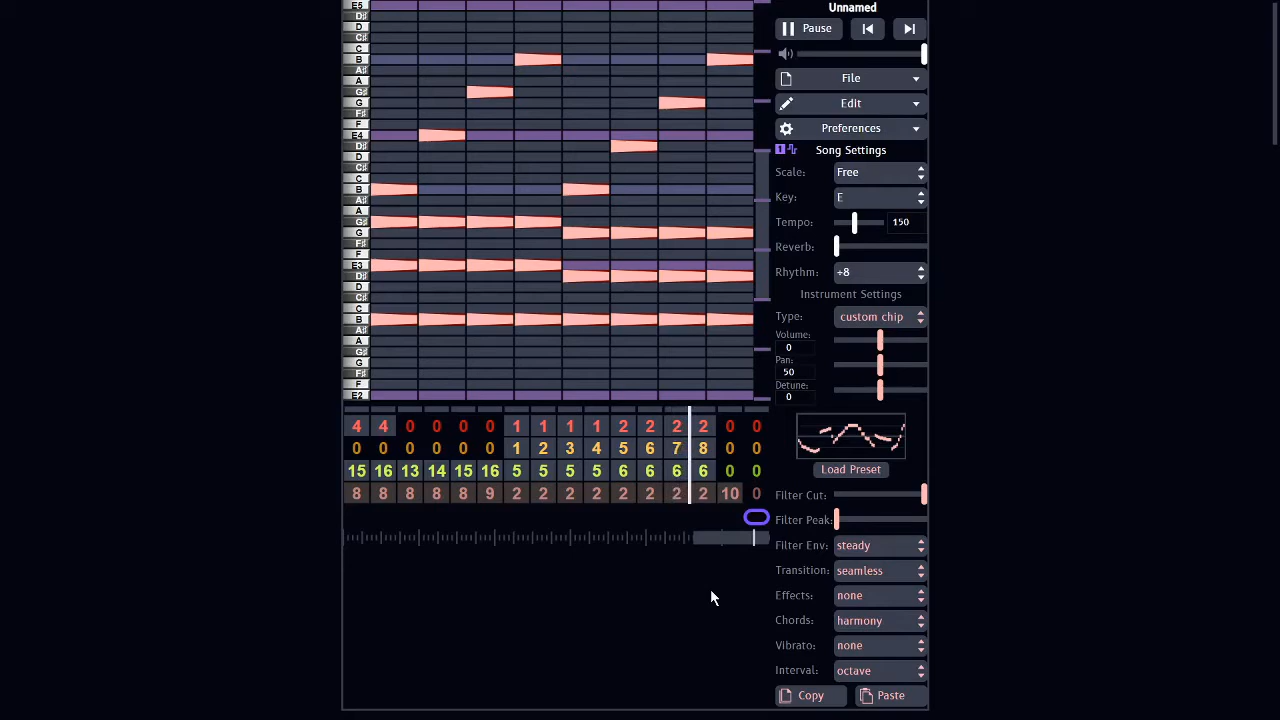 Unnamed
E5
D♯
D
C♯
C
B
A♯
A
G♯
G
F♯
F
E4
D♯
D
C♯
C
B
A♯
A
G♯
G
F♯
F
E3
D♯
D
C♯
C
B
A♯
A
G♯
G
F♯
F
E2
4 4 0 0 0 0 1 1 1 1 2 2 2 2 0 0
0 0 0 0 0 0 1 2 3 4 5 6 7 8 0 0
15 16 13 14 15 16 5 5 5 5 6 6 6 6 0 0
8 8 8 8 8 9 2 2 2 2 2 2 2 2 10 0
Pause
File
Edit
Preferences
1 Song Settings
Scale: Free
Key: E
Tempo: 150
Reverb:
Rhythm: +8
Instrument Settings
Type: custom chip
Volume:
0
Pan:
50
Detune:
0
Load Preset
Filter Cut:
Filter Peak:
Filter Env: steady
Transition: seamless
Effects: none
Chords: harmony
Vibrato: none
Interval: octave
Copy Paste